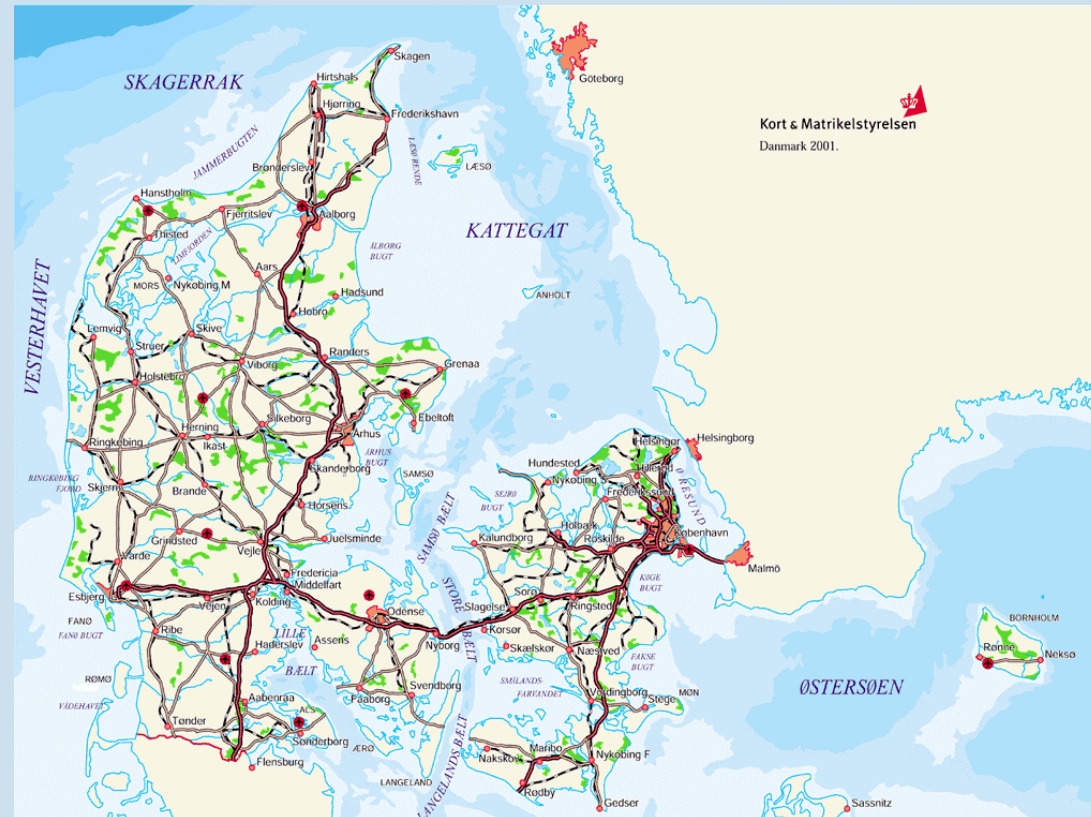 SKAGERRAK
Göteborg
Kort & Matrikelstyrelsen
Danmark 2001.
Skagen
Hirtshals
Hjørring
Frederikshavn
JAMMERBUGTEN
LÆSØ RENDE
LÆSØ
Brønderslev
Hanstholm
Fjerritslev
Aalborg
KATTEGAT
Thisted
LIMFJORDEN
ÅLBORG
BUGT
VESTERHAVET
Aars
MORS
Nykøbing M
Hadsund
ANHOLT
Hobro
Lemvig
Skive
Struer
Randers
Viborg
Grenaa
Holstebro
Silkeborg
Ebeltoft
Herning
Århus
Ringkøbing
Ikast
ÅRHUS
BUGT
Helsingør
Helsingborg
Skanderborg
Hundested
Hillerød
RINGKØBING
FJORD
Skjern
Brande
SAMSØ
Nykøbing S
Frederikssund
SEJRØ
BUGT
ØRESUND
Horsens
SAMSØ BÆLT
Holbæk
Grindsted
Juelsminde
Kalundborg
Roskilde
København
Varde
Vejle
Malmö
Fredericia
Middelfart
KØGE
BUGT
Esbjerg
Vejen
Kolding
STORE BÆLT
Sorø
Slagelse
Ringsted
Odense
FANØ
FANØ BUGT
Ribe
LILLE
BÆLT
Haderslev
Assens
Nyborg
Korsør
Skælskør
Næstved
FAKSE
BUGT
BORNHOLM
Rønne
Neksø
RØMØ
VADEHAVET
SMÅLANDS-
FARVANDET
Vordingborg
MØN
Stege
ØSTERSØEN
Aabenraa
ALS
Faaborg
Svendborg
Tønder
Sønderborg
ÆRØ
LANGELAND
LANGELANDS BÆLT
Nakskov
Maribo
Nykøbing F
Flensburg
Rødby
Gedser
Sassnitz